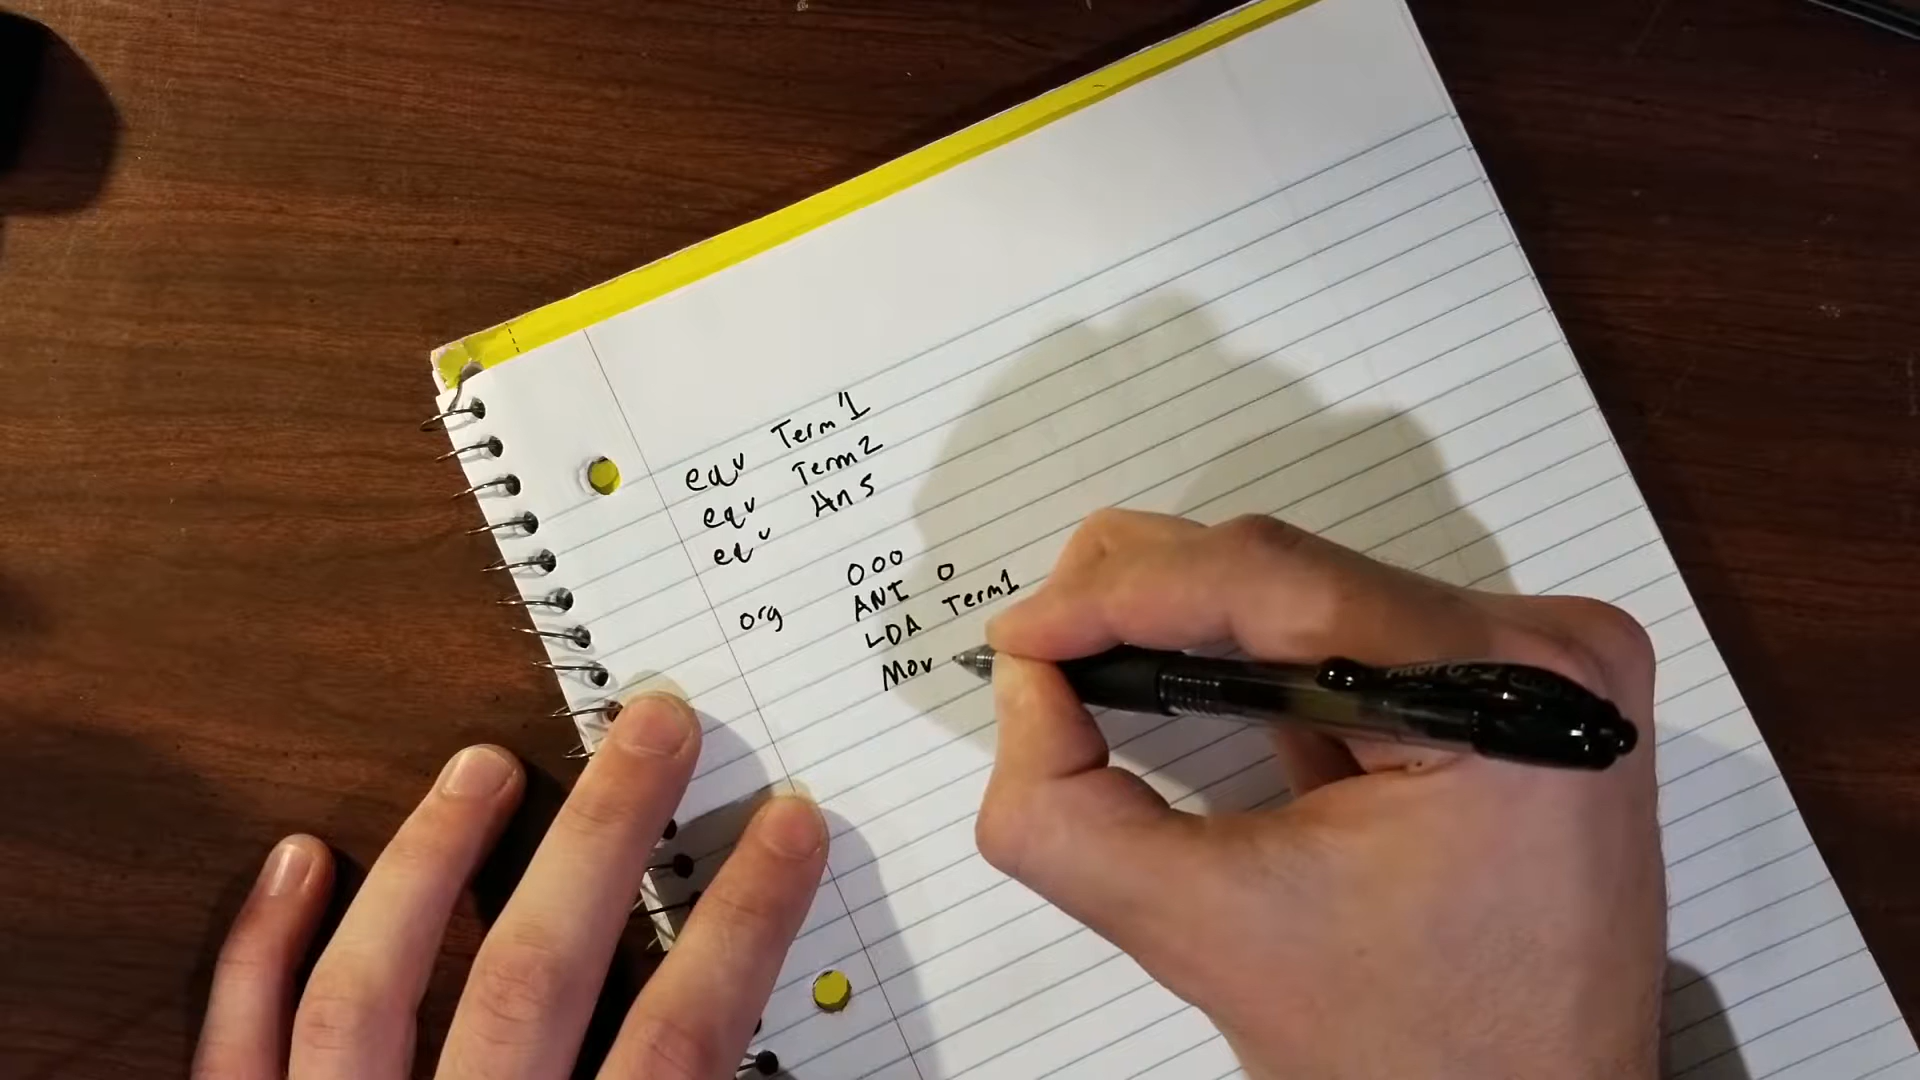 equ Term1
equ Term2
equ Ans
org 000
ANI 0
LDA Term1
Mov